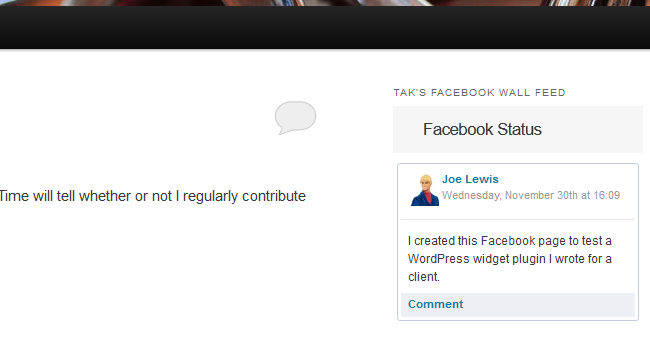 TAK'S FACEBOOK WALL FEED
Facebook Status
Time will tell whether or not I regularly contribute
Joe Lewis
Wednesday, November 30th at 16:09
I created this Facebook page to test a
WordPress widget plugin I wrote for a
client.
Comment